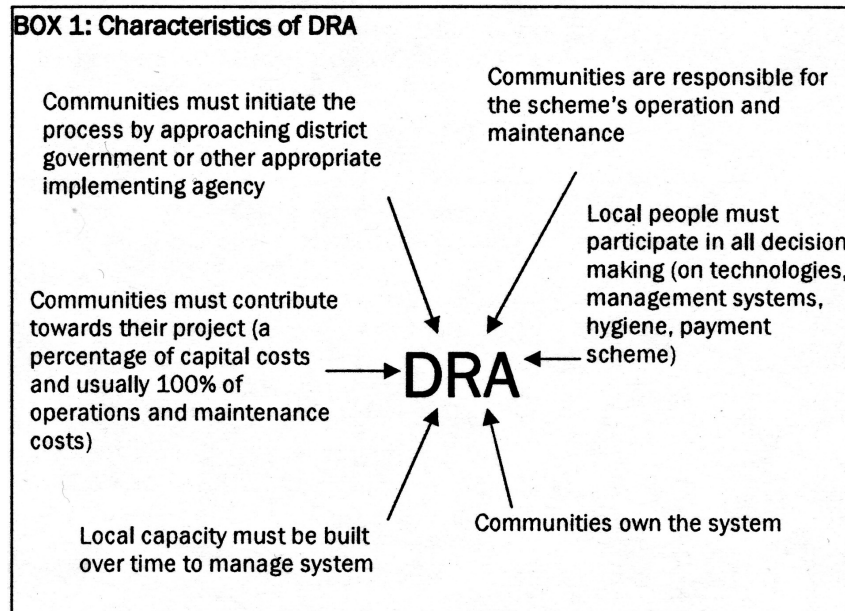 BOX 1: Characteristics of DRA
Communities must initiate the
process by approaching district
government or other appropriate
implementing agency
Communities are responsible for
the scheme's operation and
maintenance
Local people must
participate in all decision
making (on technologies,
management systems,
hygiene, payment
scheme)
Communities must contribute
towards their project (a
percentage of capital costs
and usually 100% of
operations and maintenance
costs)
DRA
Local capacity must be built
over time to manage system
Communities own the system